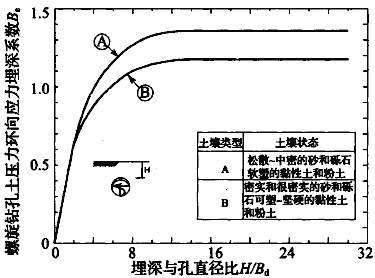 螺旋钻孔土压力环向应力埋深系数Be
1.5
1.0
0.5
0
A
B
H
土壤类型
土壤状态
A
松散~中密的砂和砾石
软塑的黏性土和粉土
B
密实和很密实的砂和砾
石可塑~坚硬的黏性土
和粉土
0
8
16
24
32
埋深与孔直径比H/Bd